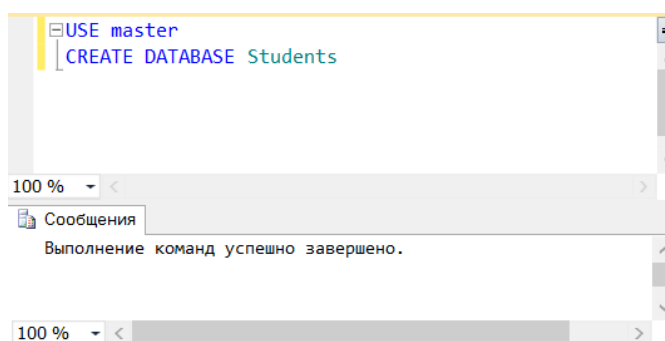 USE master
CREATE DATABASE Students
100 %
Сообщения
Выполнение команд успешно завершено.
100 %